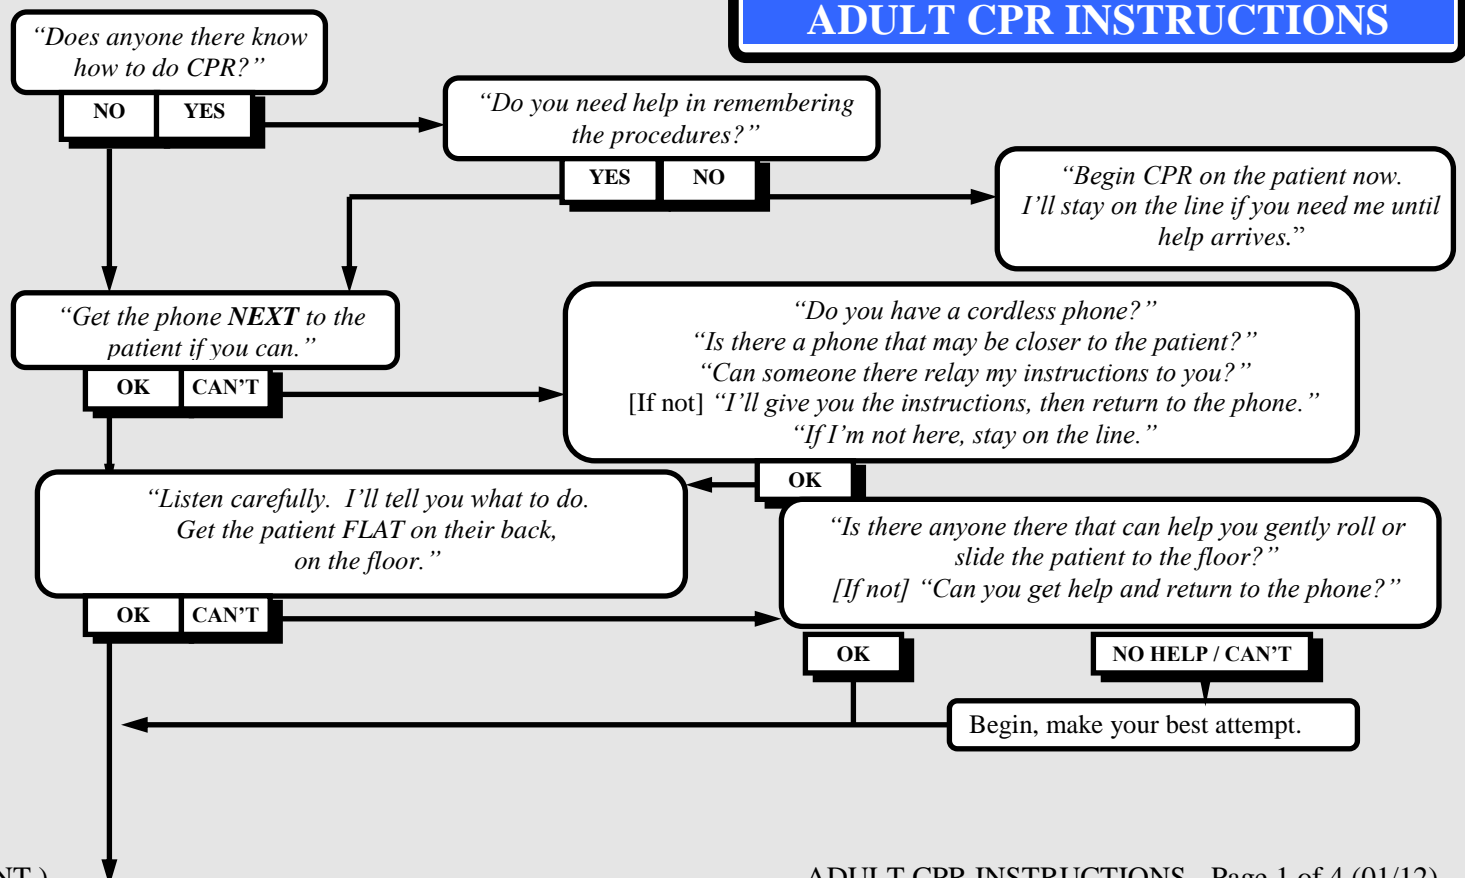 ADULT CPR INSTRUCTIONS
“Does anyone there know
how to do CPR?”
NO YES
“Do you need help in remembering
the procedures?”
YES NO
“Begin CPR on the patient now.
I’ll stay on the line if you need me until
help arrives.”
“Get the phone NEXT to the
patient if you can.”
OK CAN’T
“Do you have a cordless phone?”
“Is there a phone that may be closer to the patient?”
“Can someone there relay my instructions to you?”
[If not] “I’ll give you the instructions, then return to the phone.”
“If I’m not here, stay on the line.”
OK
“Listen carefully.  I’ll tell you what to do.
Get the patient FLAT on their back,
on the floor.”
OK CAN’T
“Is there anyone there that can help you gently roll or
slide the patient to the floor?”
[If not] “Can you get help and return to the phone?”
OK
NO HELP / CAN’T
Begin, make your best attempt.
NT.)
ADULT CPR INSTRUCTIONS - Page 1 of 4 (01/12)